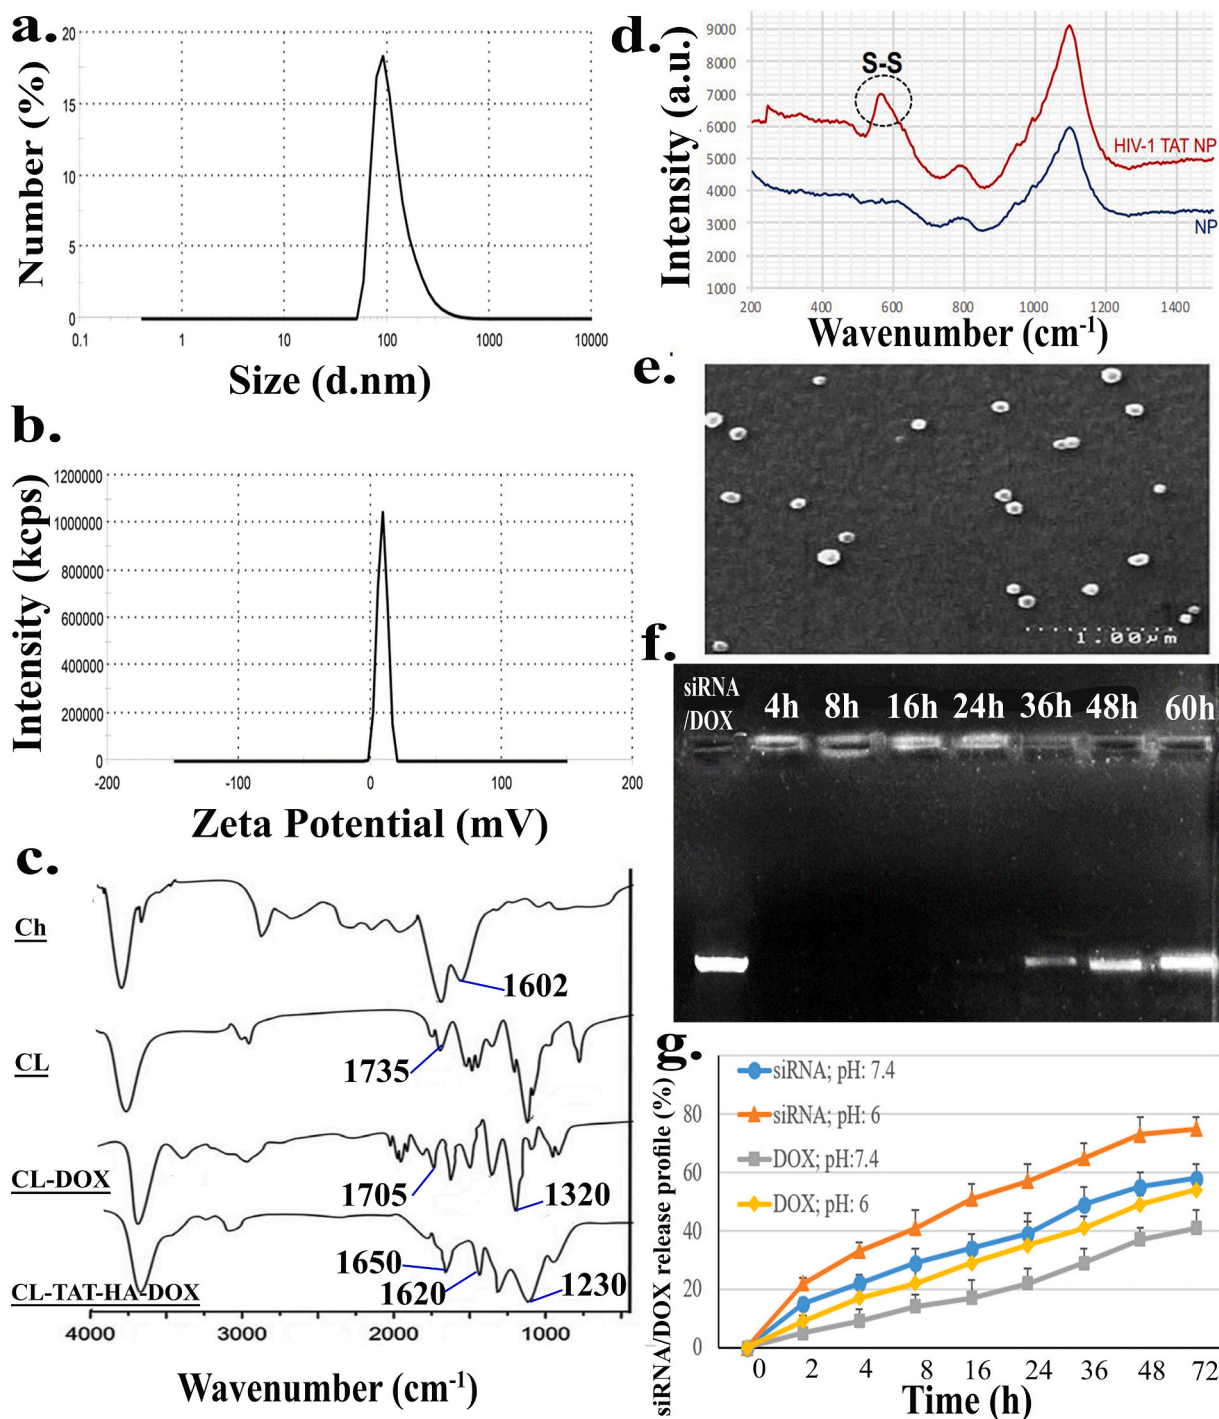 a.
20
15
10
5
0
Number (%)
0.1 1 10 100 1000 10000
Size (d.nm)
b.
1200000
1000000
800000
600000
400000
200000
0
Intensity (kcps)
-200 -100 0 100 200
Zeta Potential (mV)
c.
Ch
1602
CL
1735
CL-DOX
1705
1320
CL-TAT-HA-DOX
1650
1620
1230
4000 3000 2000 1000
Wavenumber (cm-1)
d.
9000
8000
7000
6000
5000
4000
3000
2000
1000
Intensity (a.u.)
S-S
HIV-1 TAT NP
NP
200 400 600 800 1000 1200 1400
Wavenumber (cm-1)
e.
1.00μm
f.
siRNA
/DOX
4h 8h 16h 24h 36h 48h 60h
g.
siRNA/DOX release profile (%)
80
60
40
20
0
siRNA; pH: 7.4
siRNA; pH: 6
DOX; pH:7.4
DOX; pH: 6
0 2 4 8 16 24 36 48 72
Time (h)